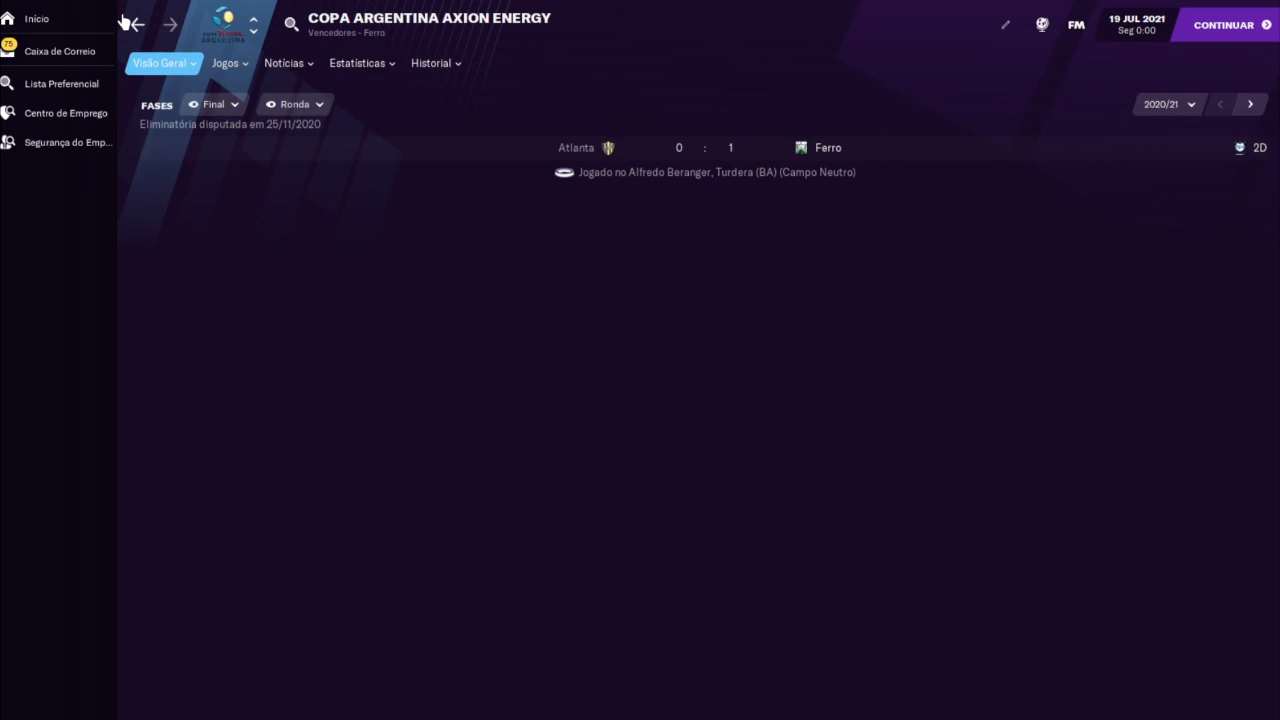 Início
75
Caixa de Correio
Lista Preferencial
Centro de Emprego
Segurança do Emp...
COPA ARGENTINA AXION ENERGY
Vencedores - Ferro
FM
19 JUL 2021
Seg 0:00
CONTINUAR
Visão Geral
Jogos
Notícias
Estatísticas
Historial
FASES
Final
Ronda
2020/21
Eliminatória disputada em 25/11/2020
Atlanta 0 : 1 Ferro
2D
Jogado no Alfredo Beranger, Turdera (BA) (Campo Neutro)